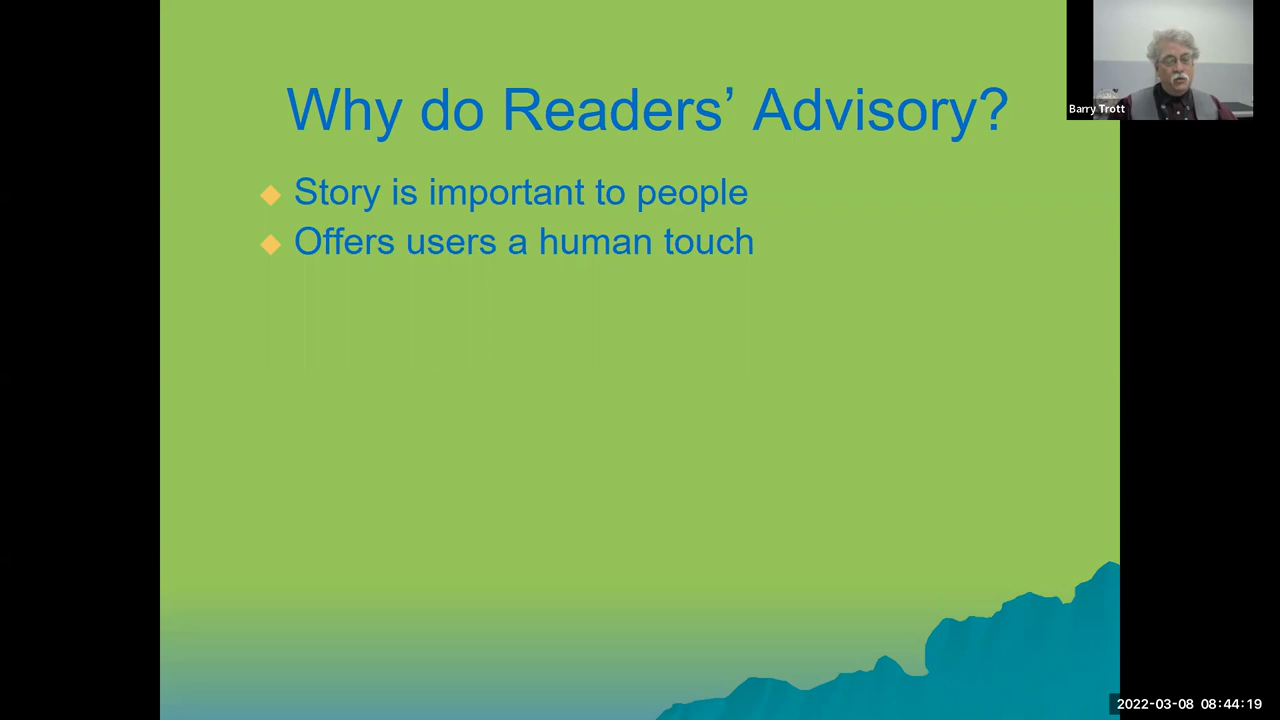 Why do Readers’ Advisory?
Story is important to people
Offers users a human touch
Barry Trott
2022-03-08 08:44:19